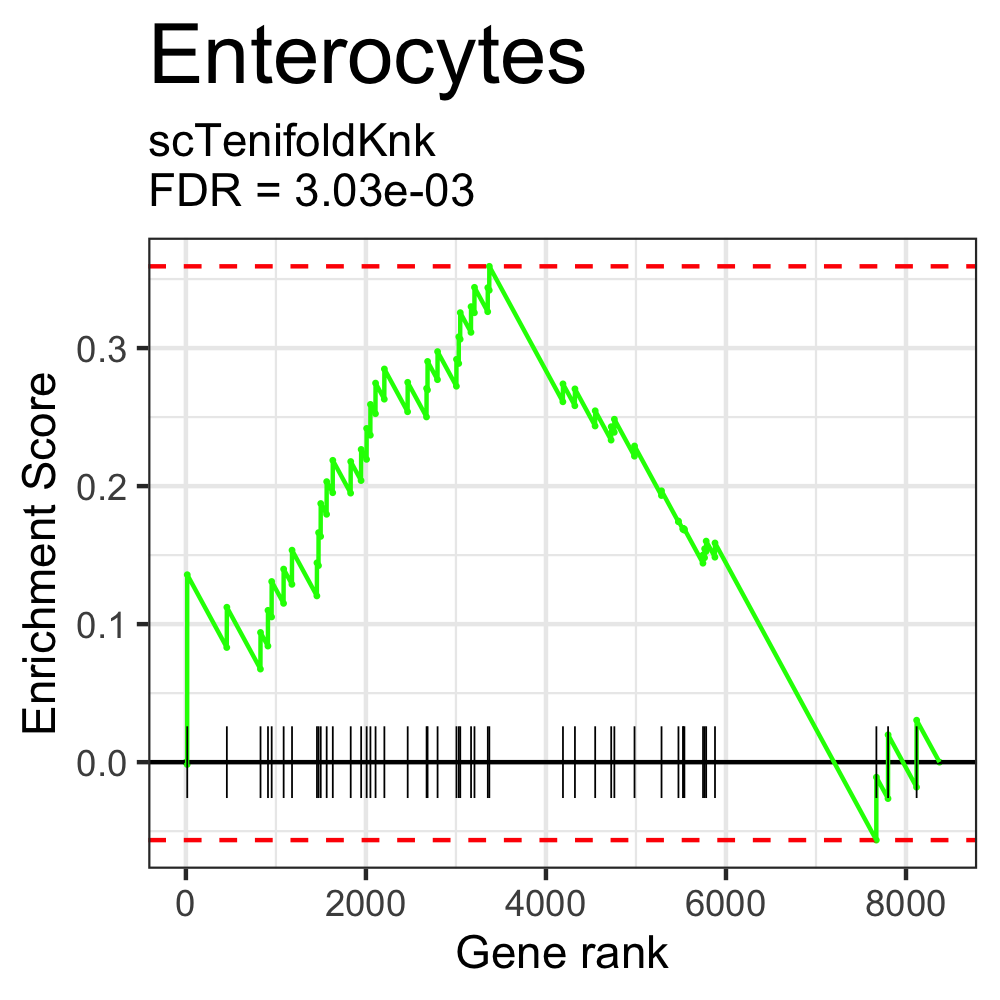 Enterocytes
scTenifoldKnk
FDR = 3.03e-03
Enrichment Score
0.3
0.2
0.1
0.0
0 2000 4000 6000 8000
Gene rank